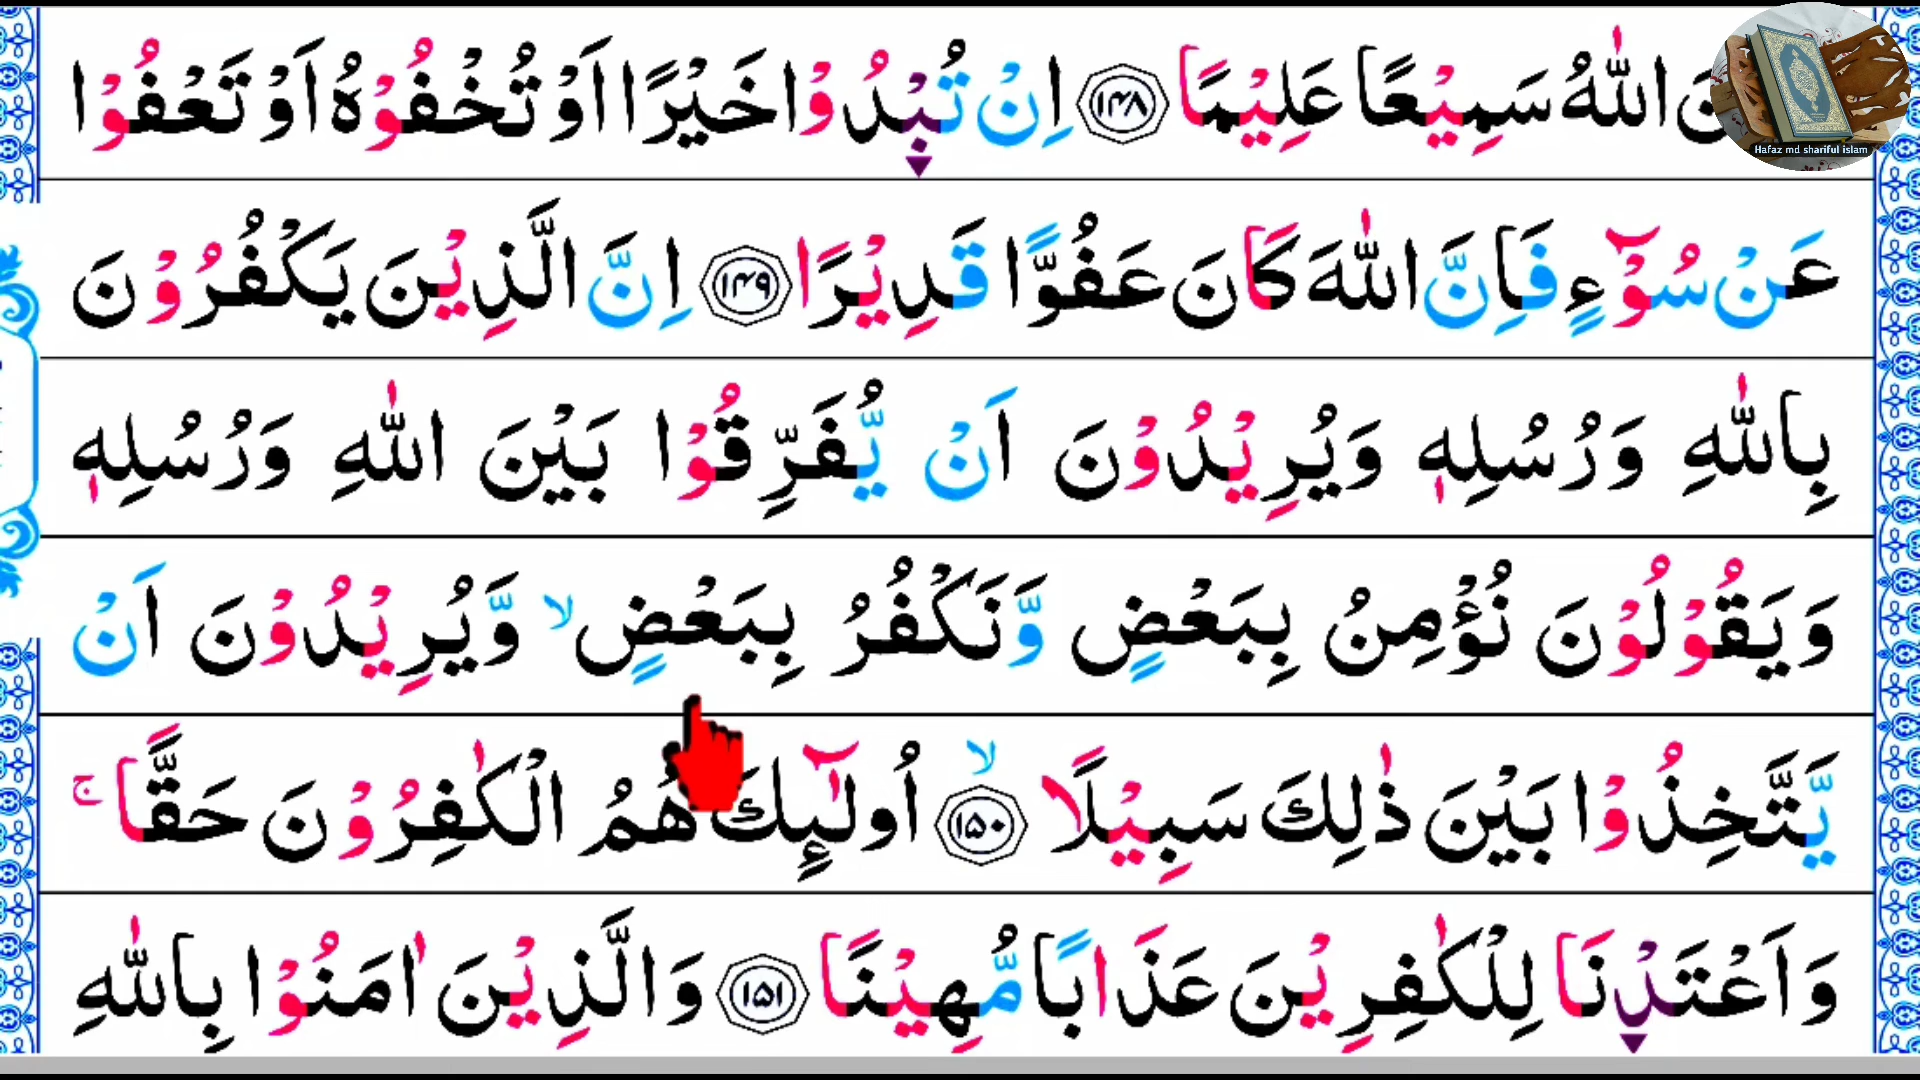 نَ اللّٰهُ سَمِيْعًا عَلِيْمًا ﴿۱۴۸﴾ اِنْ تُبْدُوْا خَيْرًا اَوْ تُخْفُوْهُ اَوْ تَعْفُوْا
Hafaz md shariful islam
عَنْ سُوْٓءٍ فَاِنَّ اللّٰهَ كَانَ عَفُوًّا قَدِيْرًا ﴿۱۴۹﴾ اِنَّ الَّذِيْنَ يَكْفُرُوْنَ
بِاللّٰهِ وَرُسُلِهٖ وَيُرِيْدُوْنَ اَنْ يُّفَرِّقُوْا بَيْنَ اللّٰهِ وَرُسُلِهٖ
وَيَقُوْلُوْنَ نُؤْمِنُ بِبَعْضٍ وَّنَكْفُرُ بِبَعْضٍ ۙ وَّيُرِيْدُوْنَ اَنْ
يَّتَّخِذُوْا بَيْنَ ذٰلِكَ سَبِيْلًا ۙ﴿۱۵۰﴾ اُولٰٓئِكَ هُمُ الْكٰفِرُوْنَ حَقًّا ۚ
وَاَعْتَدْنَا لِلْكٰفِرِيْنَ عَذَابًا مُّهِيْنًا ﴿۱۵۱﴾ وَالَّذِيْنَ اٰمَنُوْا بِاللّٰهِ